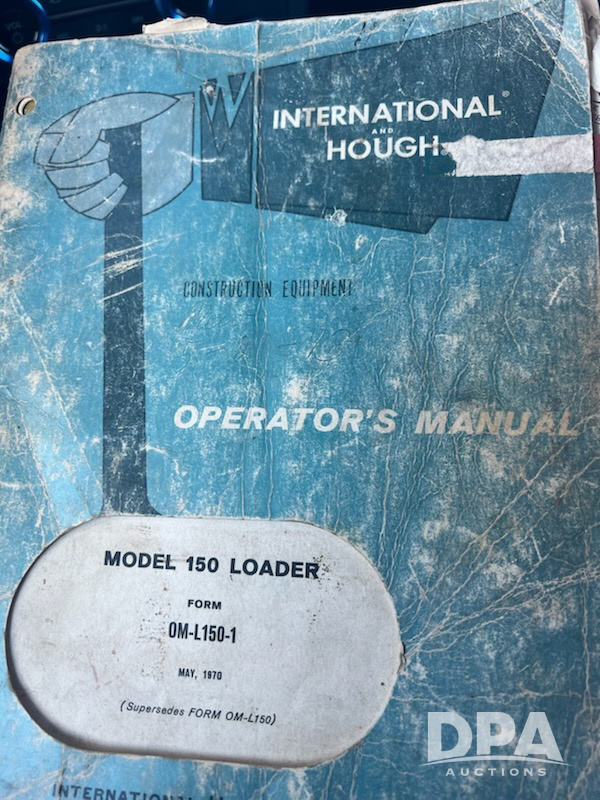 INTERNATIONAL®
AND
HOUGH
CONSTRUCTION EQUIPMENT
OPERATOR'S MANUAL
MODEL 150 LOADER
FORM
OM-L150-1
MAY, 1970
(Supersedes FORM OM-L150)
DPA
AUCTIONS
INTERNATIONAL